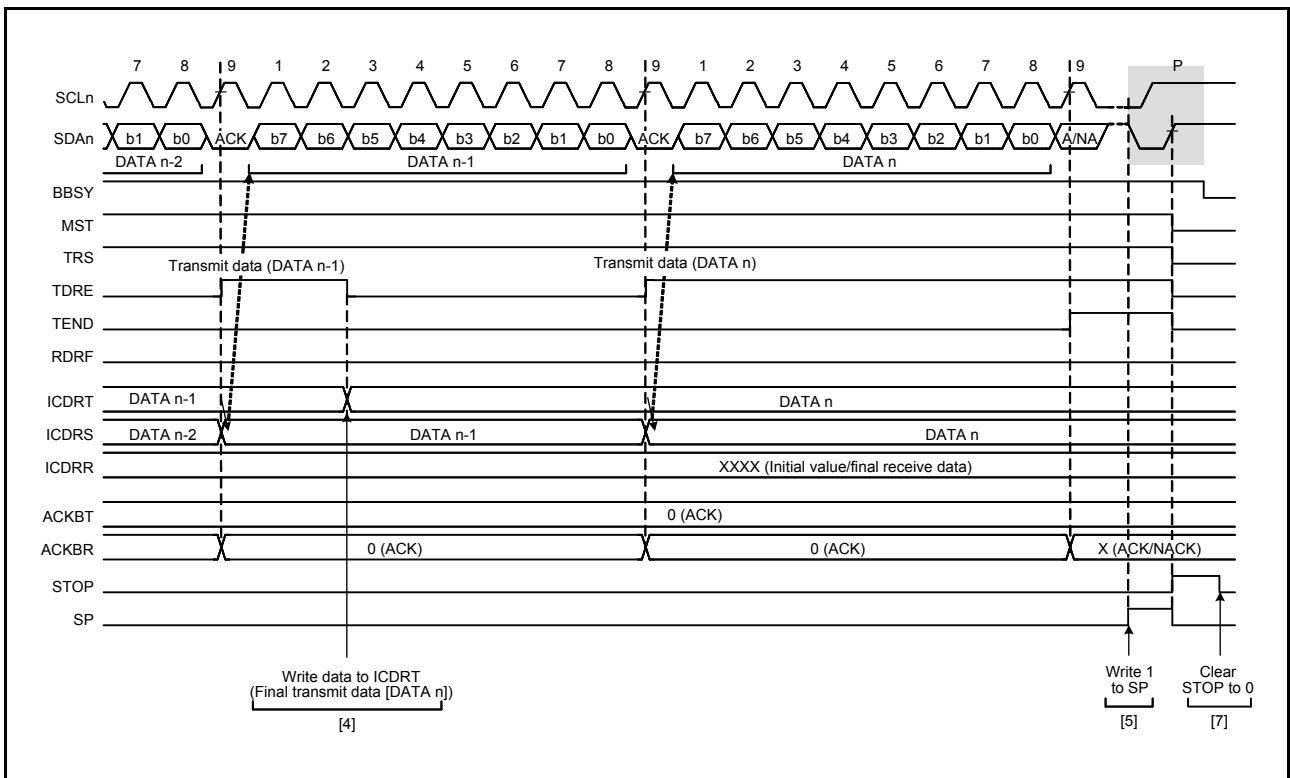 7 8 9 1 2 3 4 5 6 7 8 9 1 2 3 4 5 6 7 8 9 P
SCLn
SDAn b1 b0 ACK b7 b6 b5 b4 b3 b2 b1 b0 ACK b7 b6 b5 b4 b3 b2 b1 b0 A/NA
DATA n-2 DATA n-1 DATA n
BBSY
MST
TRS
Transmit data (DATA n-1) Transmit data (DATA n)
TDRE
TEND
RDRF
ICDRT DATA n-1 DATA n
ICDRS DATA n-2 DATA n-1 DATA n
ICDRR XXXX (Initial value/final receive data)
ACKBT 0 (ACK)
ACKBR 0 (ACK) 0 (ACK) X (ACK/NACK)
STOP
SP
Write data to ICDRT
(Final transmit data [DATA n])
[4]
Write 1
to SP
[5]
Clear
STOP to 0
[7]